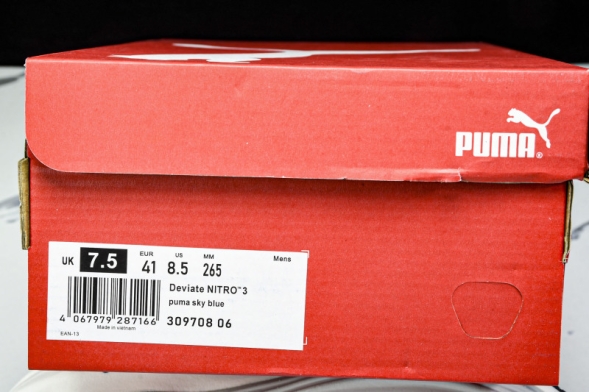 PUMA®
UK 7.5 EUR 41 US 8.5 MM 265 Mens
Deviate NITRO™3
puma sky blue
4 067979 287166
309708 06
Made in vietnam
EAN-13